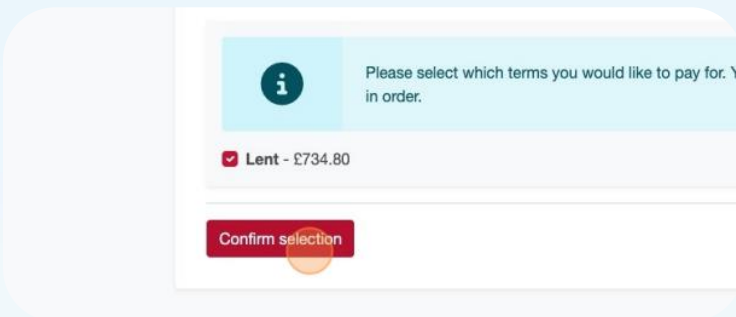 Please select which terms you would like to pay for.
in order.
Lent - £734.80
Confirm selection